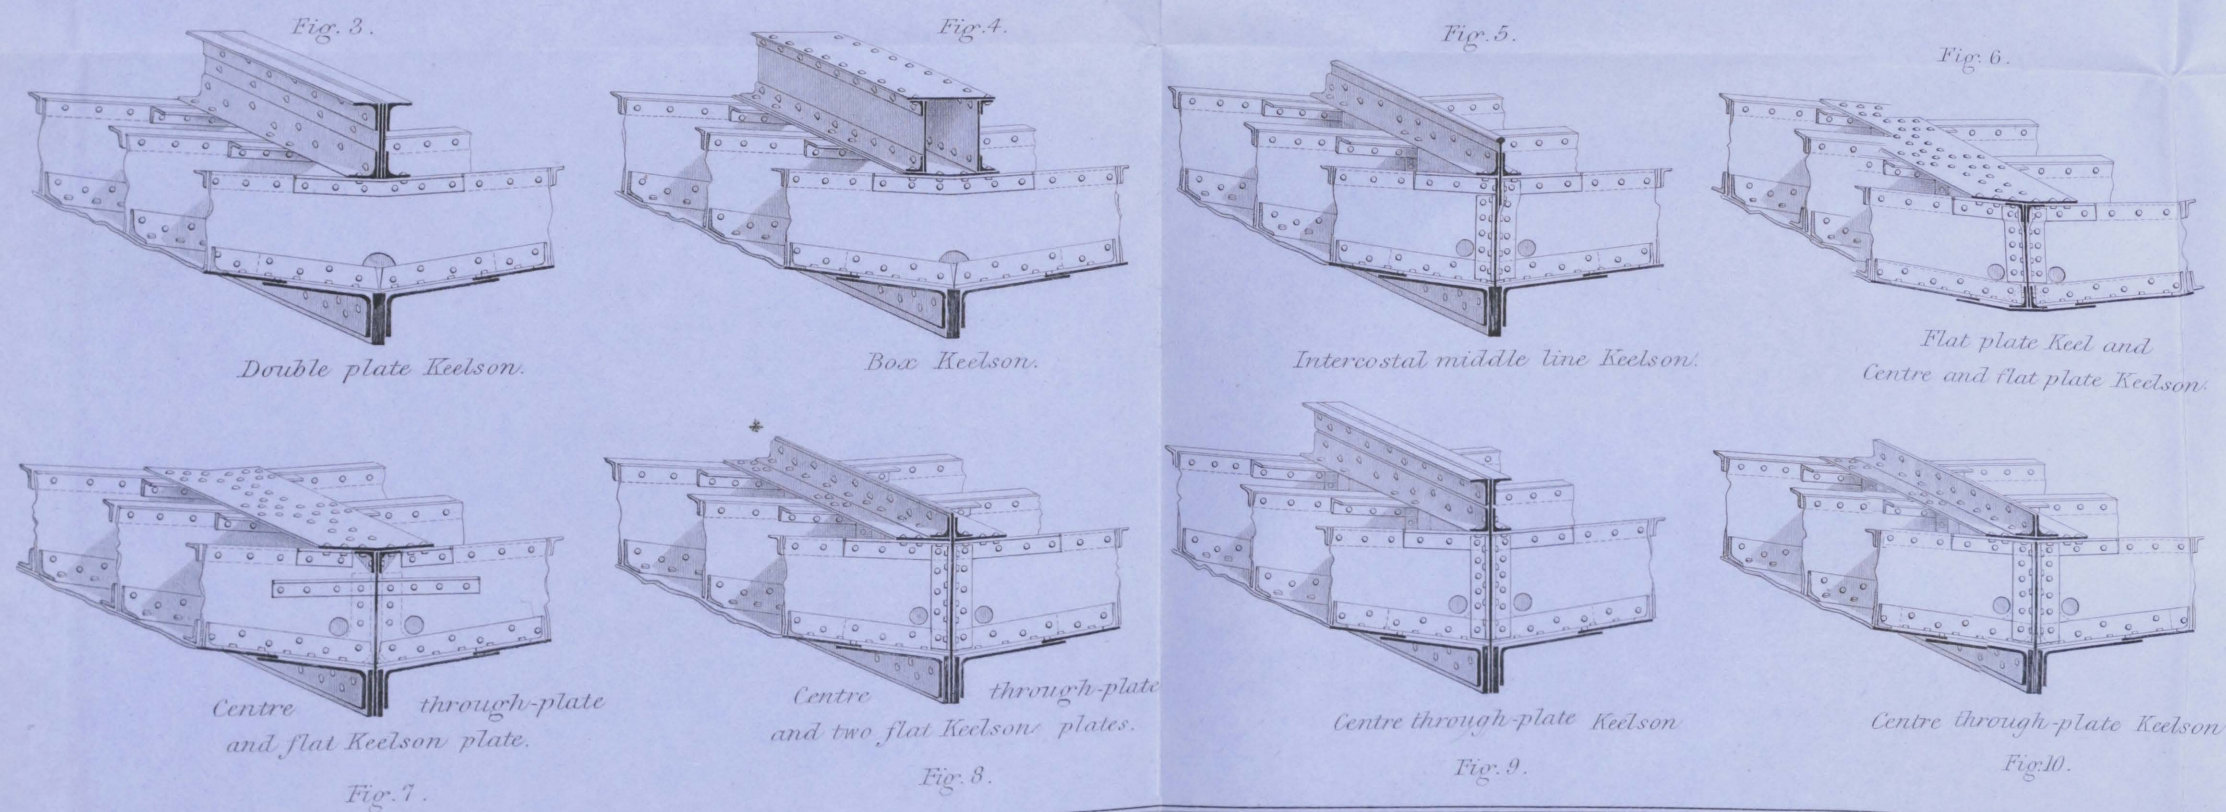 Fig. 3.
Fig. 4.
Fig. 5.
Fig. 6.
Double plate Keelson.
Box Keelson.
Intercostal middle line Keelson.
Flat plate Keel and
Centre and flat plate Keelson.
Centre through-plate
and flat Keelson plate.
Fig. 7.
Centre through-plate
and two flat Keelson plates.
Fig. 8.
Centre through-plate Keelson
Fig. 9.
Centre through-plate Keelson
Fig. 10.